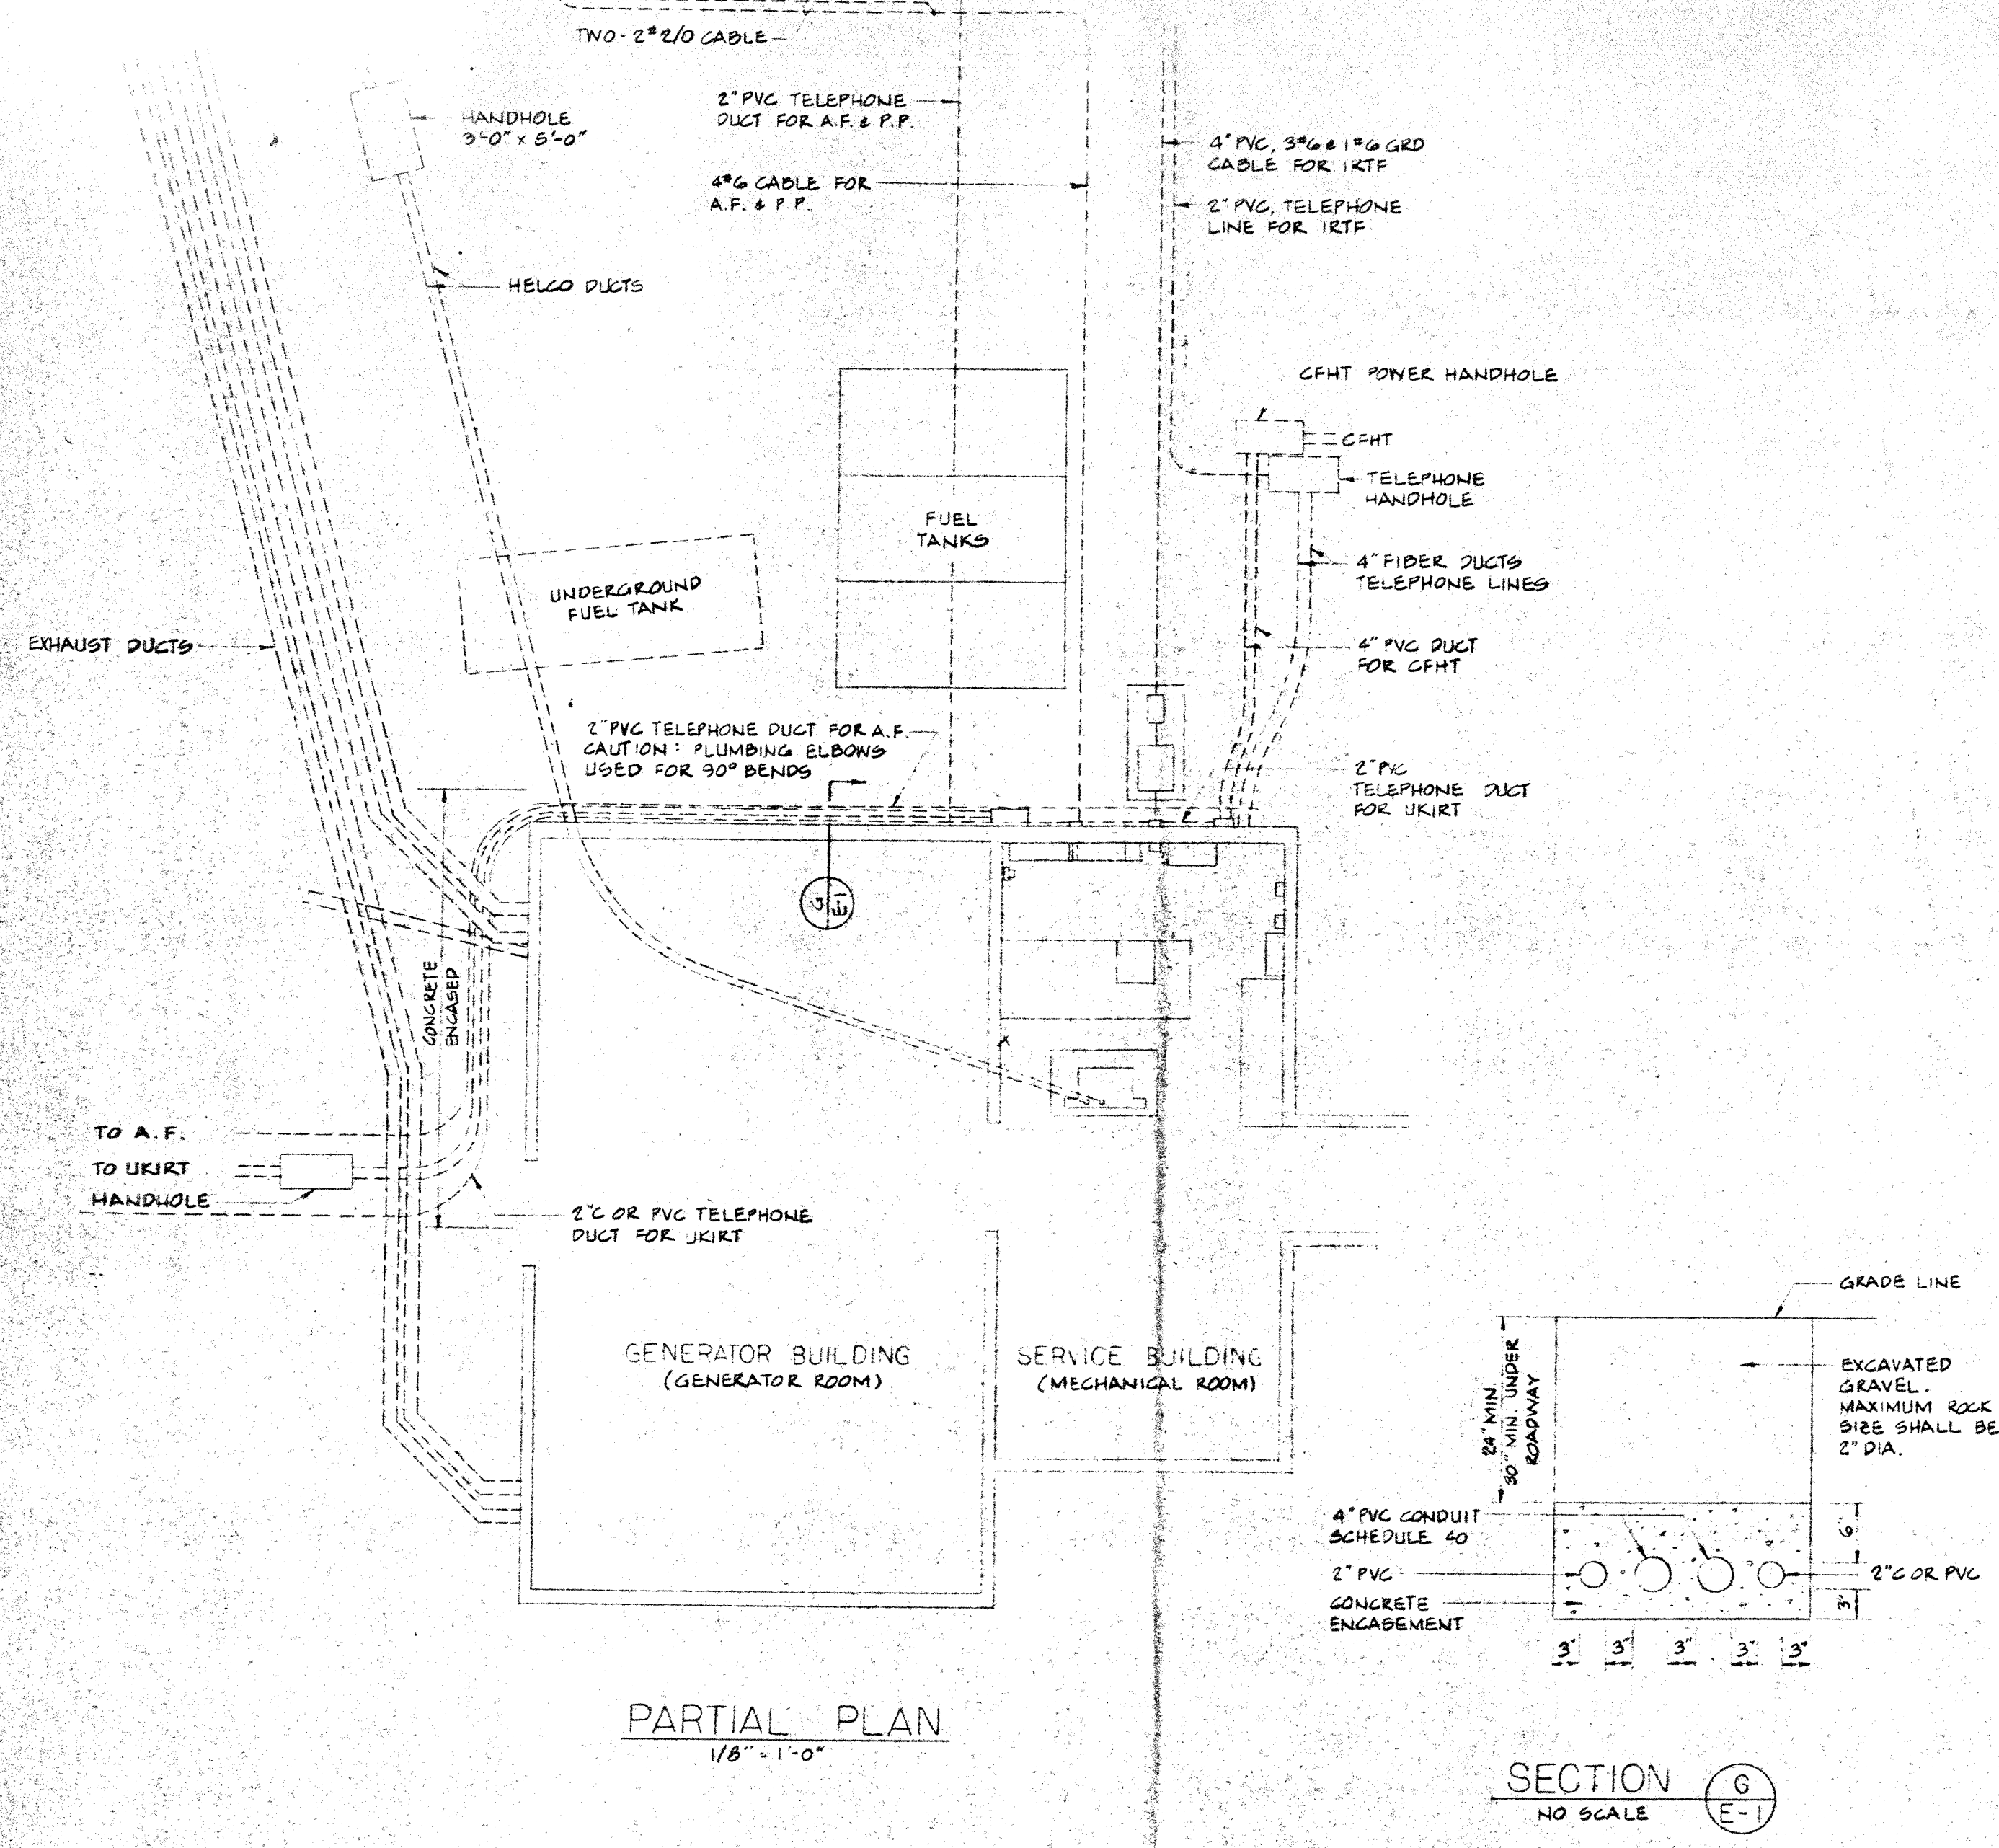 TWO-2#2/0 CABLE
HANDHOLE
3'-0" x 5'-0"
2" PVC TELEPHONE
DUCT FOR A.F. & P.P.
4#6 CABLE FOR
A.F. & P.P.
4" PVC, 3#6 & 1#6 GRD
CABLE FOR IRTF
2" PVC, TELEPHONE
LINE FOR IRTF
HELCO DUCTS
CFHT POWER HANDHOLE
CFHT
TELEPHONE
HANDHOLE
FUEL
TANKS
4" FIBER DUCTS
TELEPHONE LINES
UNDERGROUND
FUEL TANK
EXHAUST DUCTS
4" PVC DUCT
FOR CFHT
2" PVC TELEPHONE DUCT FOR A.F.
CAUTION: PLUMBING ELBOWS
USED FOR 90° BENDS
2" PVC
TELEPHONE DUCT
FOR UKIRT
G
E-1
CONCRETE
ENCASED
TO A.F.
TO UKIRT
HANDHOLE
2"C OR PVC TELEPHONE
DUCT FOR UKIRT
GENERATOR BUILDING
(GENERATOR ROOM)
SERVICE BUILDING
(MECHANICAL ROOM)
GRADE LINE
24" MIN.
30" MIN. UNDER
ROADWAY
EXCAVATED
GRAVEL.
MAXIMUM ROCK
SIZE SHALL BE
2" DIA.
4" PVC CONDUIT
SCHEDULE 40
2" PVC
CONCRETE
ENCASEMENT
6"
3"
2"C OR PVC
3" 3" 3" 3" 3"
PARTIAL PLAN
1/8" = 1'-0"
SECTION
NO SCALE
G
E-1